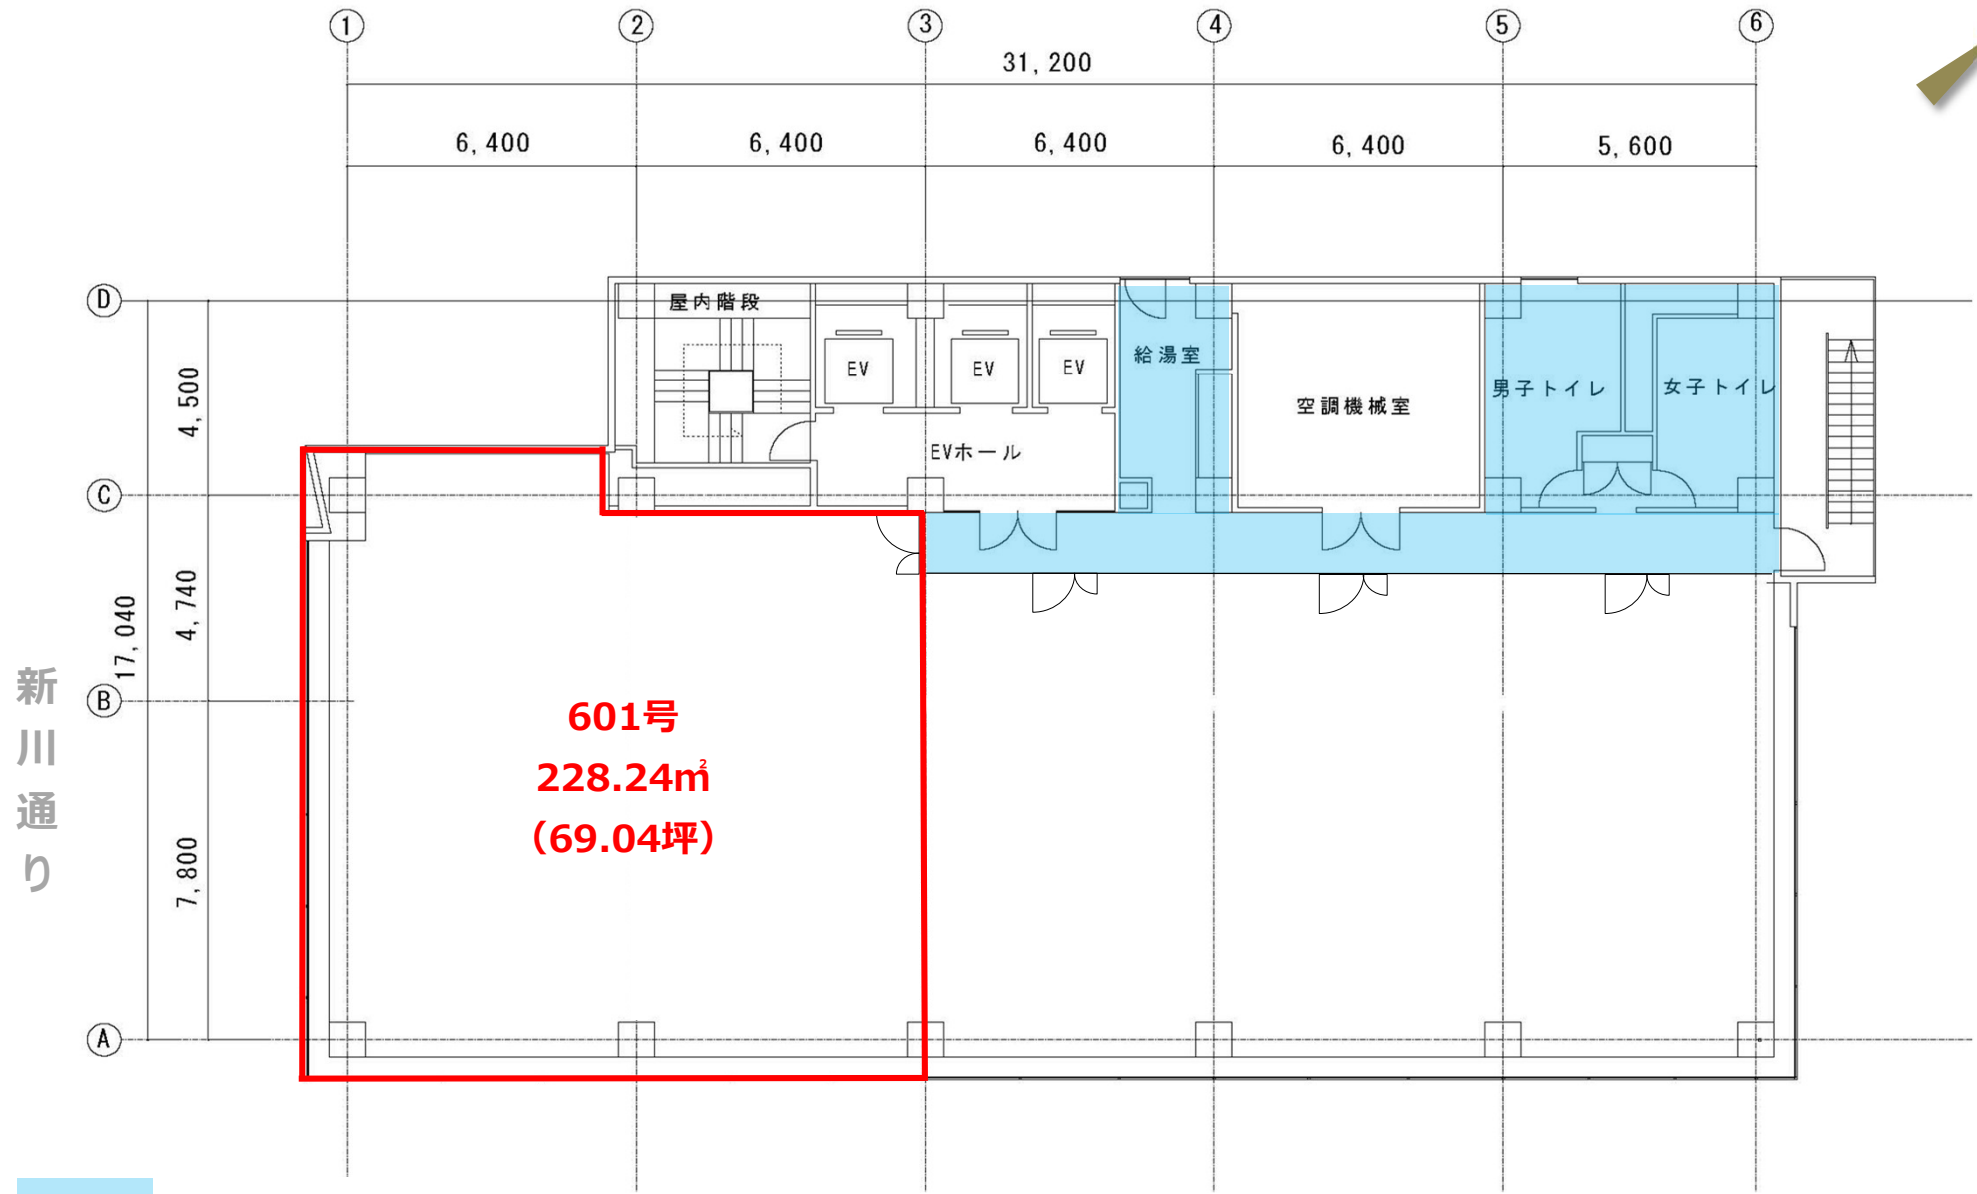 1
2
3
4
5
6
31,200
6,400
6,400
6,400
6,400
5,600
D
C
B
A
4,500
4,740
17,040
7,800
屋内階段
EV
EV
EV
EVホール
給湯室
空調機械室
男子トイレ
女子トイレ
新川通り
601号
228.24㎡
（69.04坪）